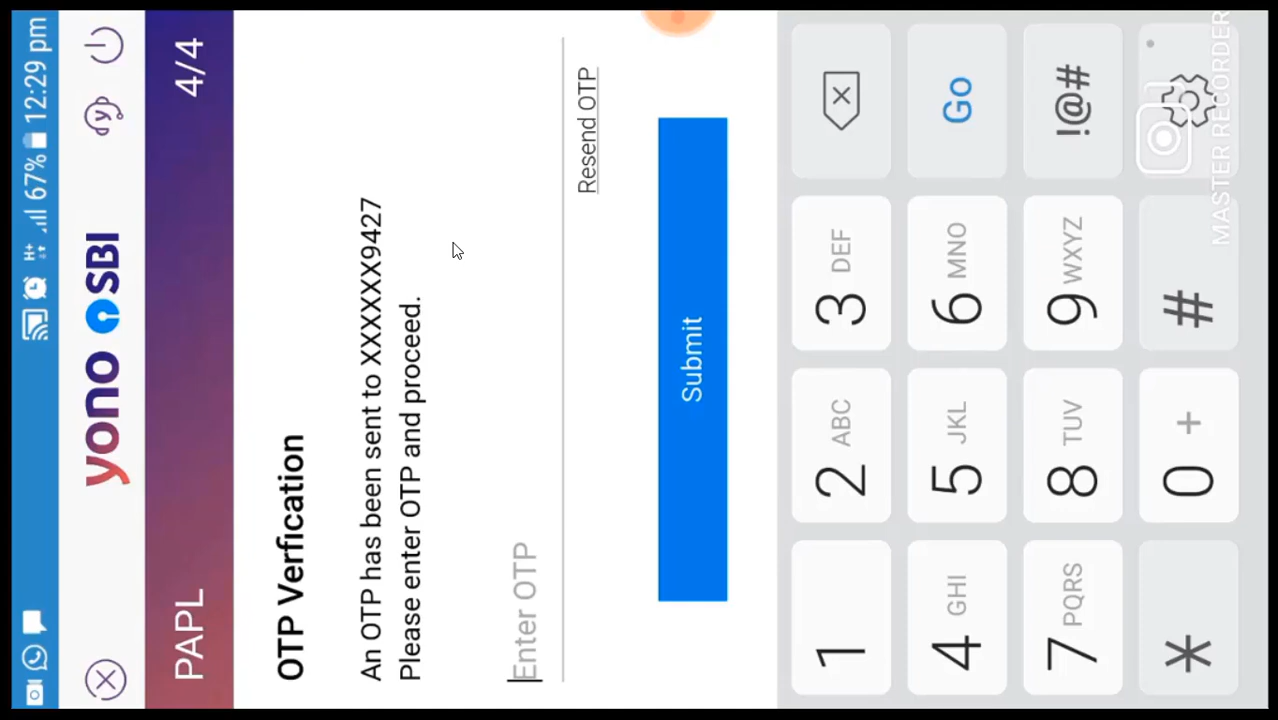 H+ 67% 12:29 pm
yono SBI
PAPL 4/4
OTP Verfication
An OTP has been sent to XXXXXX9427
Please enter OTP and proceed.
Enter OTP
Resend OTP
Submit
1 2 ABC 3 DEF
4 GHI 5 JKL 6 MNO Go
7 PQRS 8 TUV 9 WXYZ !@#
* 0 + #
MASTER RECORDER